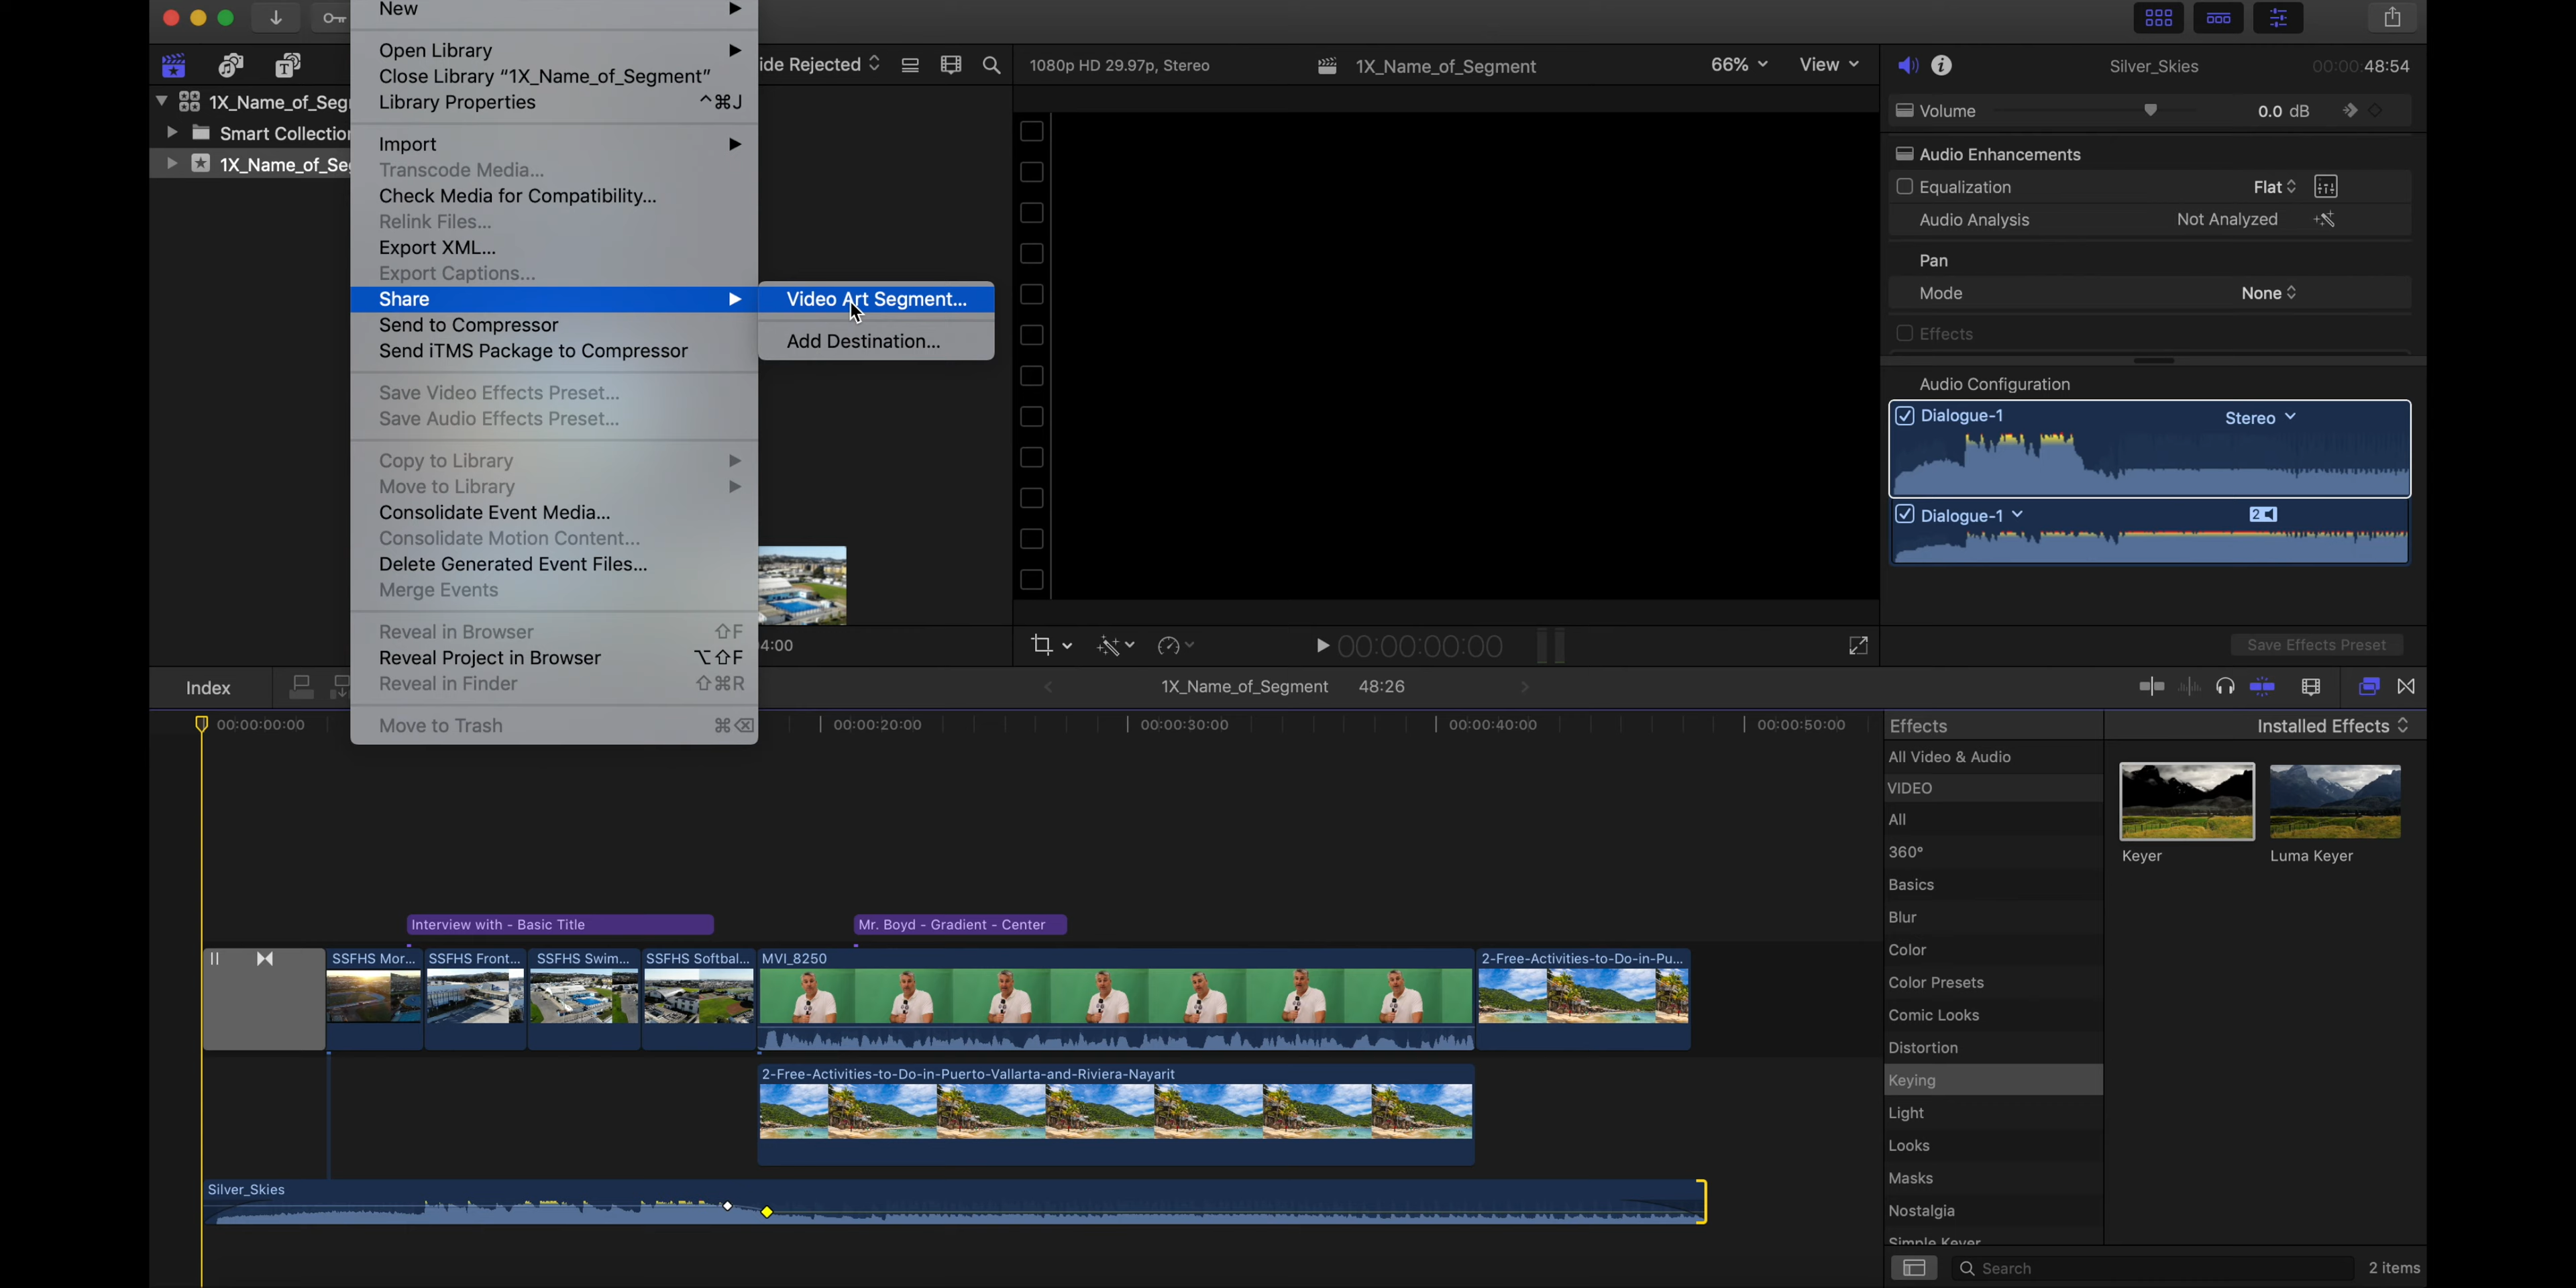 New
Open Library
Close Library “1X_Name_of_Segment”
Library Properties ^⌘J
Import
Transcode Media...
Check Media for Compatibility...
Relink Files...
Export XML...
Export Captions...
Share
Send to Compressor
Send iTMS Package to Compressor
Save Video Effects Preset...
Save Audio Effects Preset...
Copy to Library
Move to Library
Consolidate Event Media...
Consolidate Motion Content...
Delete Generated Event Files...
Merge Events
Reveal in Browser ⇧F
Reveal Project in Browser ⌥⇧F
Reveal in Finder ⇧⌘R
Move to Trash ⌘⌫
Video Art Segment...
Add Destination...
1X_Name_of_Seg
Smart Collection
1X_Name_of_Se
ide Rejected
4:00
1080p HD 29.97p, Stereo
1X_Name_of_Segment
66%
View
00:00:00:00
Silver_Skies
00:00:48:54
Volume 0.0 dB
Audio Enhancements
Equalization Flat
Audio Analysis Not Analyzed
Pan
Mode None
Effects
Audio Configuration
Dialogue-1 Stereo
Dialogue-1 2
Save Effects Preset
Index
1X_Name_of_Segment 48:26
00:00:00:00 00:00:20:00 00:00:30:00 00:00:40:00 00:00:50:00
Interview with - Basic Title
Mr. Boyd - Gradient - Center
SSFHS Mor... SSFHS Front... SSFHS Swim... SSFHS Softbal... MVI_8250 2-Free-Activities-to-Do-in-Pu...
2-Free-Activities-to-Do-in-Puerto-Vallarta-and-Riviera-Nayarit
Silver_Skies
Effects
Installed Effects
All Video & Audio
VIDEO
All
360°
Basics
Blur
Color
Color Presets
Comic Looks
Distortion
Keying
Light
Looks
Masks
Nostalgia
Simple Keyer
Keyer
Luma Keyer
Search
2 items